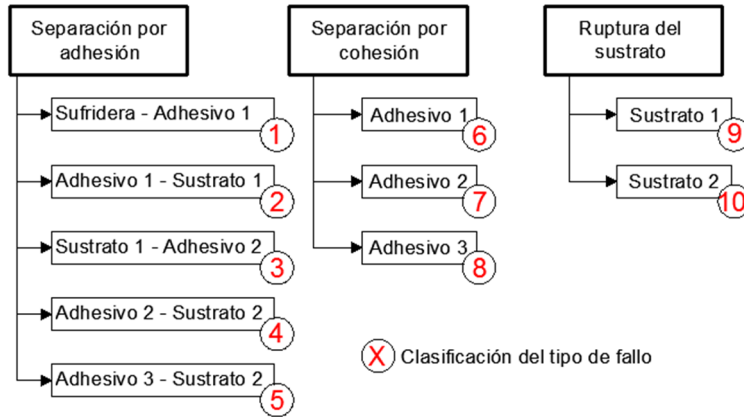 Separación por
adhesión
Sufridera - Adhesivo 1
1
Adhesivo 1 - Sustrato 1
2
Sustrato 1 - Adhesivo 2
3
Adhesivo 2 - Sustrato 2
4
Adhesivo 3 - Sustrato 2
5
Separación por
cohesión
Adhesivo 1
6
Adhesivo 2
7
Adhesivo 3
8
Ruptura del
sustrato
Sustrato 1
9
Sustrato 2
10
X Clasificación del tipo de fallo